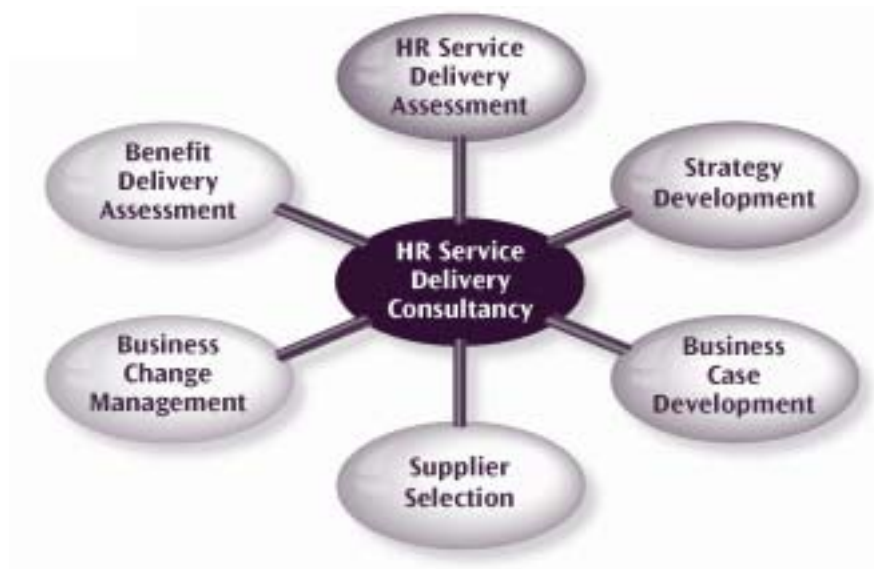 HR Service
Delivery
Assessment
Strategy
Development
Business
Case
Development
Supplier
Selection
Business
Change
Management
Benefit
Delivery
Assessment
HR Service
Delivery
Consultancy